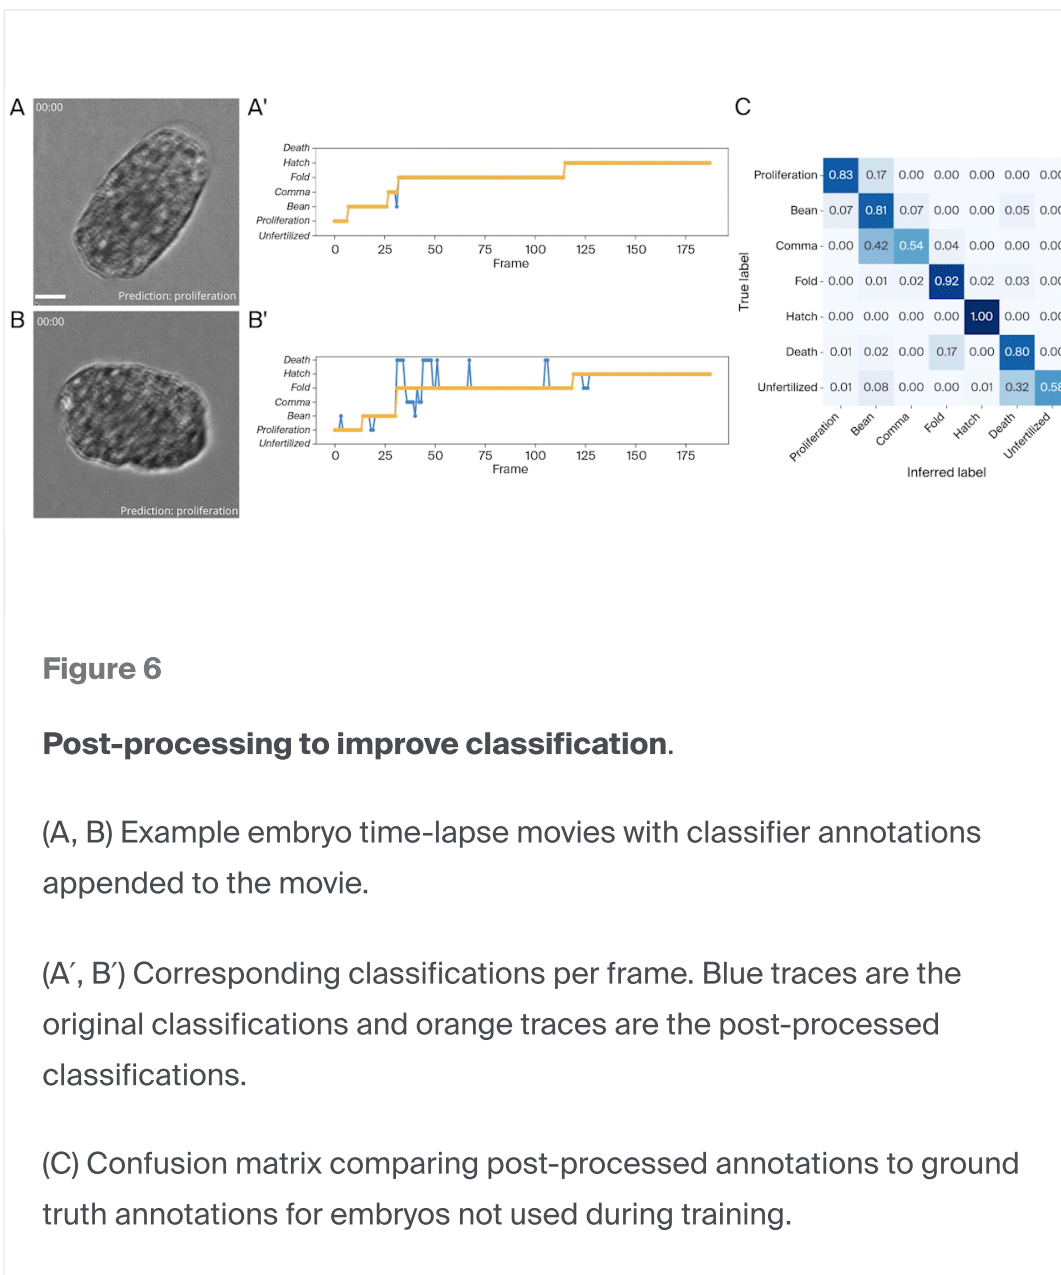 A
00:00
Prediction: proliferation
A'
Death
Hatch
Fold
Comma
Bean
Proliferation
Unfertilized
0 25 50 75 100 125 150 175
Frame
B
00:00
Prediction: proliferation
B'
Death
Hatch
Fold
Comma
Bean
Proliferation
Unfertilized
0 25 50 75 100 125 150 175
Frame
C
True label
Proliferation 0.83 0.17 0.00 0.00 0.00 0.00
Bean 0.07 0.81 0.07 0.00 0.00 0.05
Comma 0.00 0.42 0.54 0.04 0.00 0.00
Fold 0.00 0.01 0.02 0.92 0.02 0.03
Hatch 0.00 0.00 0.00 0.00 1.00 0.00
Death 0.01 0.02 0.00 0.17 0.00 0.80
Unfertilized 0.01 0.08 0.00 0.00 0.01 0.32 0.58
Proliferation Bean Comma Fold Hatch Death Unfertilized
Inferred label
Figure 6
Post-processing to improve classification.
(A, B) Example embryo time-lapse movies with classifier annotations
appended to the movie.
(A′, B′) Corresponding classifications per frame. Blue traces are the
original classifications and orange traces are the post-processed
classifications.
(C) Confusion matrix comparing post-processed annotations to ground
truth annotations for embryos not used during training.